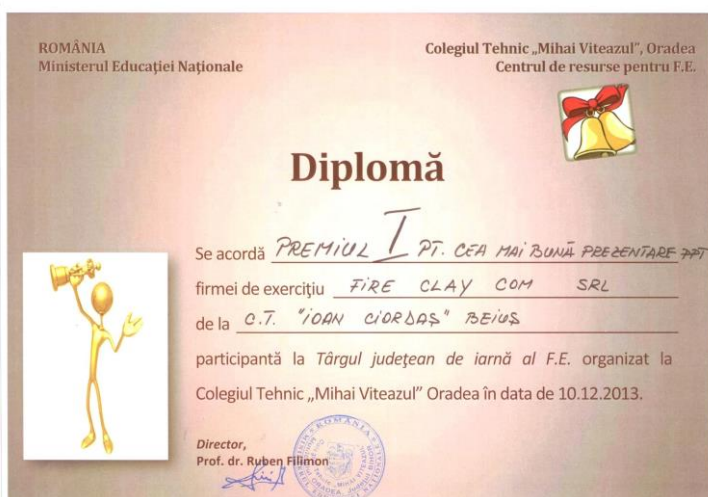 ROMÂNIA
Ministerul Educației Naționale
Colegiul Tehnic „Mihai Viteazul”, Oradea
Centrul de resurse pentru F.E.
Diplomă
Se acordă PREMIUL I PT. CEA MAI BUNĂ PREZENTARE PPT
firmei de exercițiu FIRE CLAY COM SRL
de la C.T. "IOAN CIORDAȘ" BEIUȘ
participantă la Târgul județean de iarnă al F.E. organizat la
Colegiul Tehnic „Mihai Viteazul” Oradea în data de 10.12.2013.
Director,
Prof. dr. Ruben Filimon
ROMÂNIA